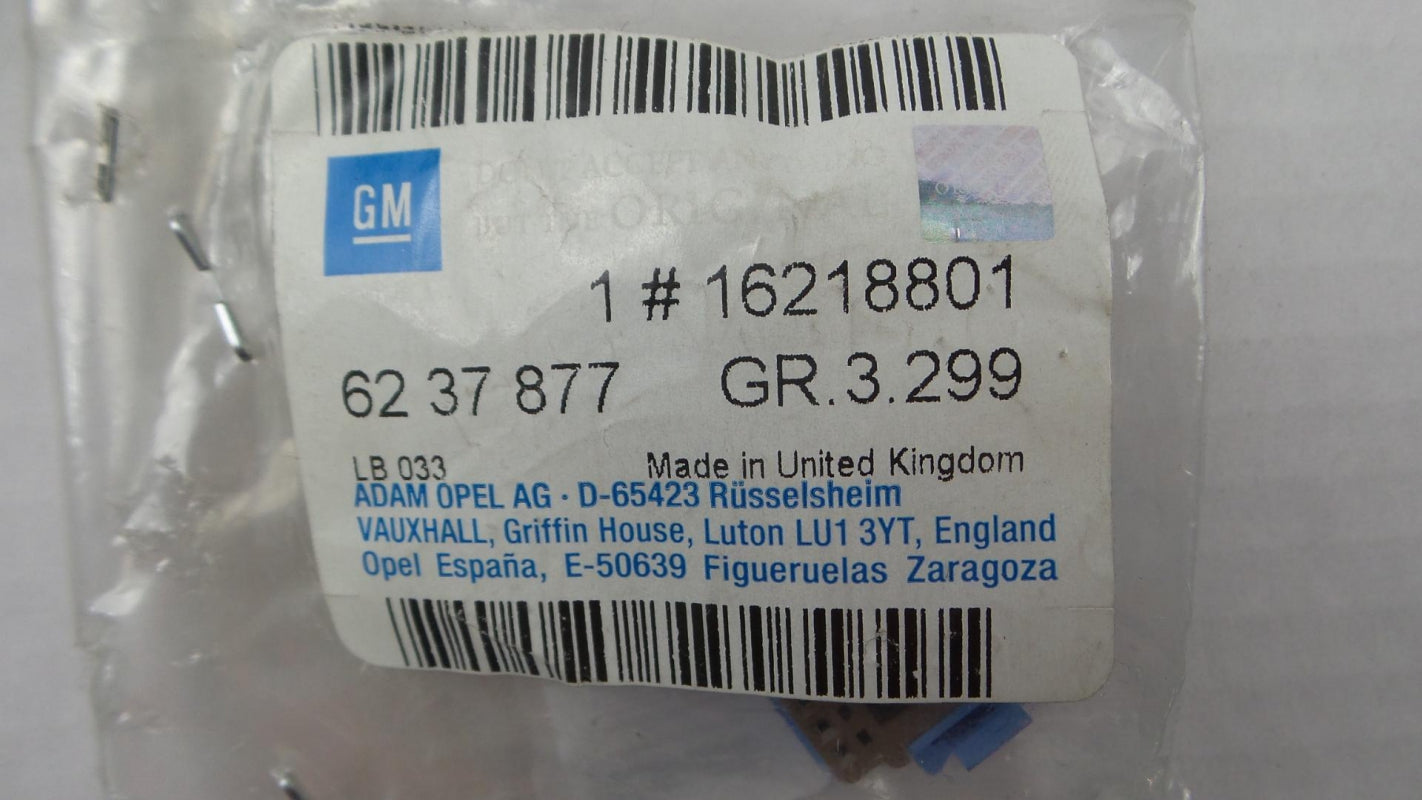 GM
ACCEPT
1 # 16218801
62 37 877 GR.3.299
LB 033 Made in United Kingdom
ADAM OPEL AG · D-65423 Rüsselsheim
VAUXHALL, Griffin House, Luton LU1 3YT, England
Opel España, E-50639 Figueruelas Zaragoza